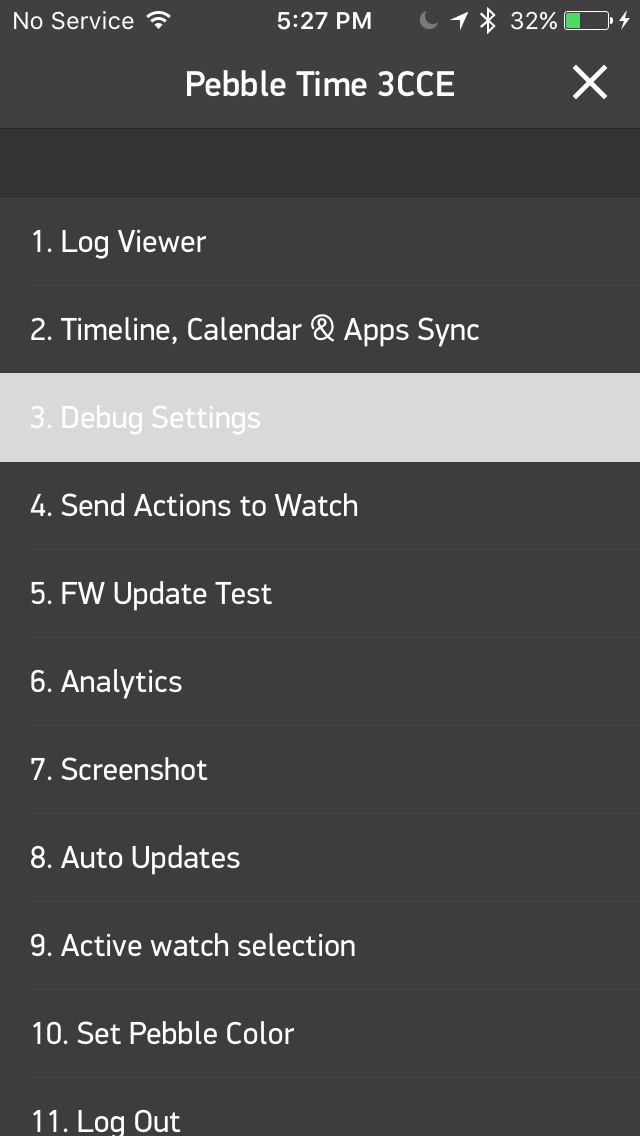 No Service 5:27 PM 32%
Pebble Time 3CCE
1. Log Viewer
2. Timeline, Calendar & Apps Sync
3. Debug Settings
4. Send Actions to Watch
5. FW Update Test
6. Analytics
7. Screenshot
8. Auto Updates
9. Active watch selection
10. Set Pebble Color
11. Log Out